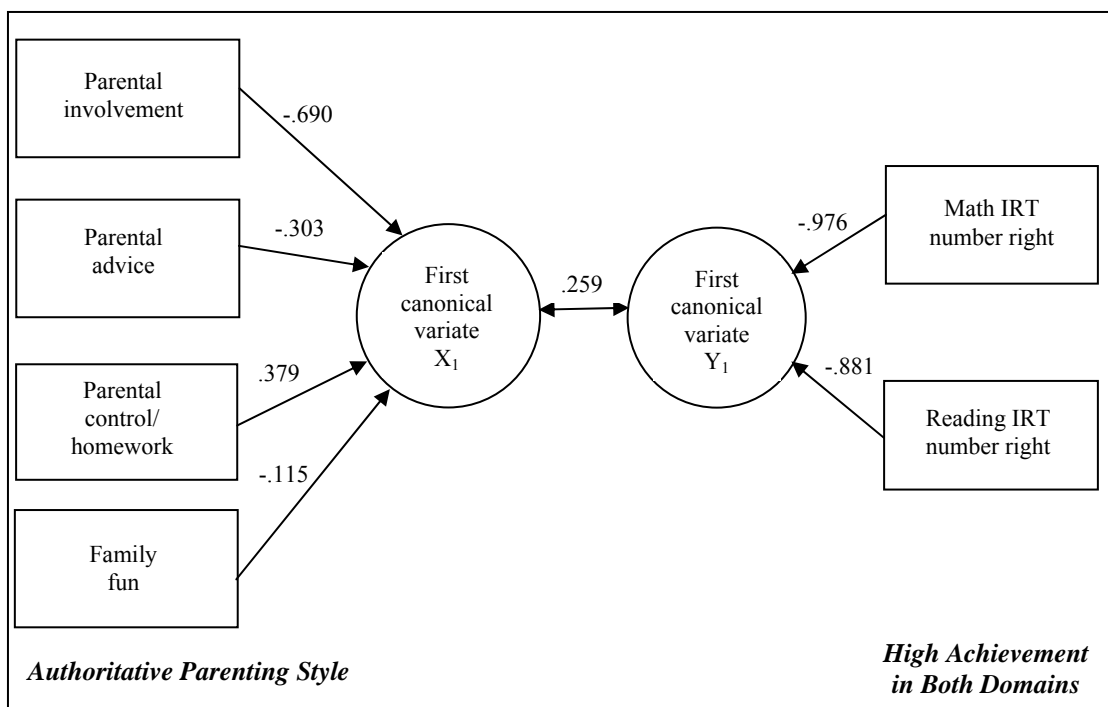 Parental
involvement
-.690
Parental
advice
-.303
Parental
control/
homework
.379
Family
fun
-.115
First
canonical
variate
X₁
.259
First
canonical
variate
Y₁
-.976
Math IRT
number right
-.881
Reading IRT
number right
Authoritative Parenting Style
High Achievement
in Both Domains